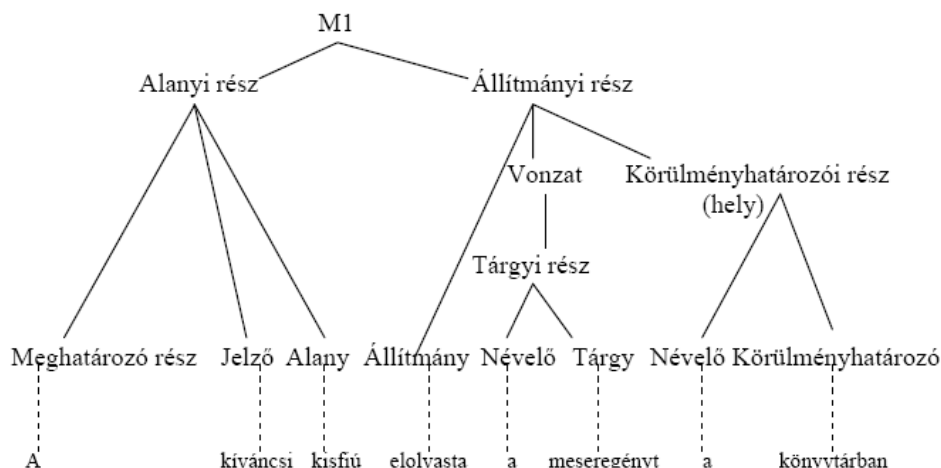 M1
Alanyi rész Állítmányi rész
Vonzat Körülményhatározói rész
(hely)
Tárgyi rész
Meghatározó rész Jelző Alany Állítmány Névelő Tárgy Névelő Körülményhatározó
A kíváncsi kisfiú elolvasta a meseregényt a könyvtárban